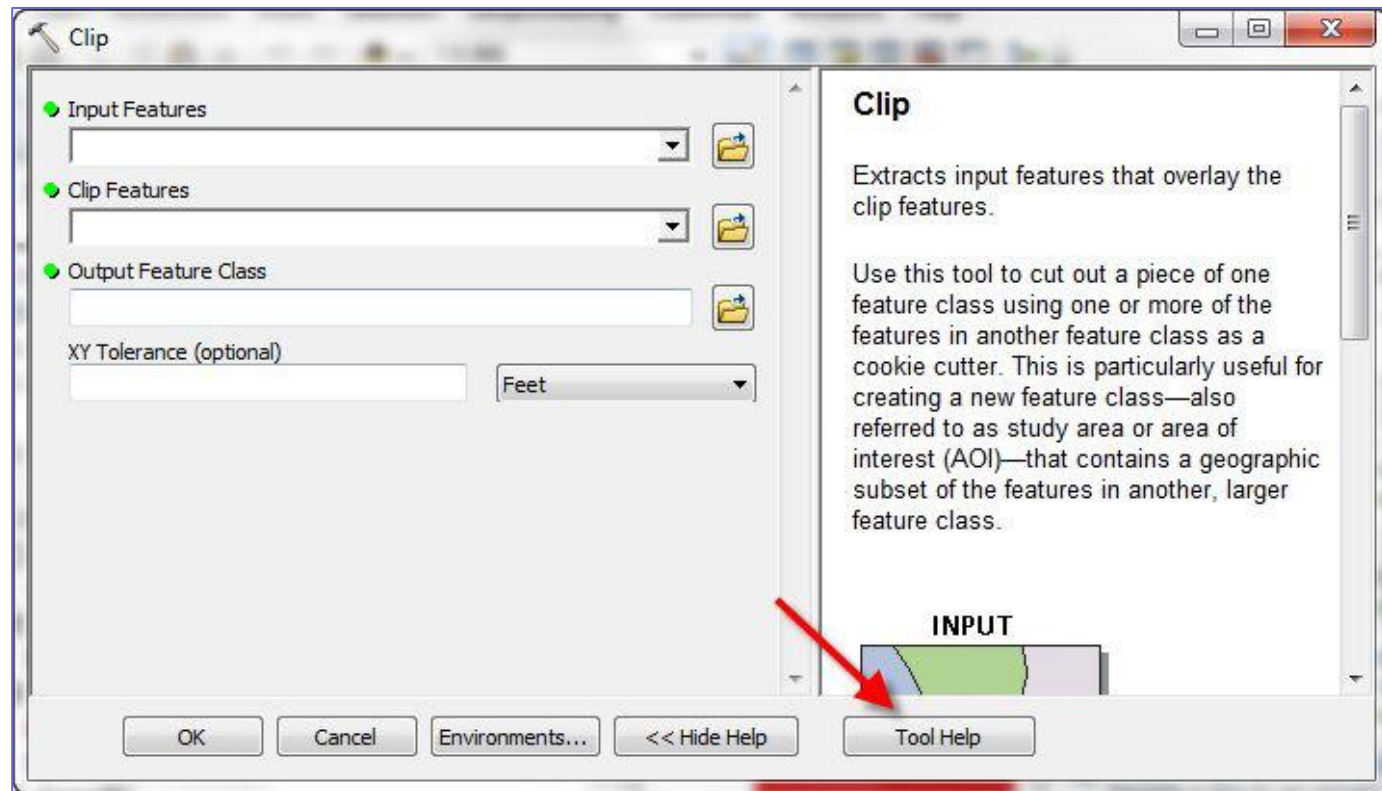 Clip
Input Features
Clip Features
Output Feature Class
XY Tolerance (optional)
Feet
Clip
Extracts input features that overlay the
clip features.
Use this tool to cut out a piece of one
feature class using one or more of the
features in another feature class as a
cookie cutter. This is particularly useful for
creating a new feature class—also
referred to as study area or area of
interest (AOI)—that contains a geographic
subset of the features in another, larger
feature class.
INPUT
OK
Cancel
Environments...
<< Hide Help
Tool Help